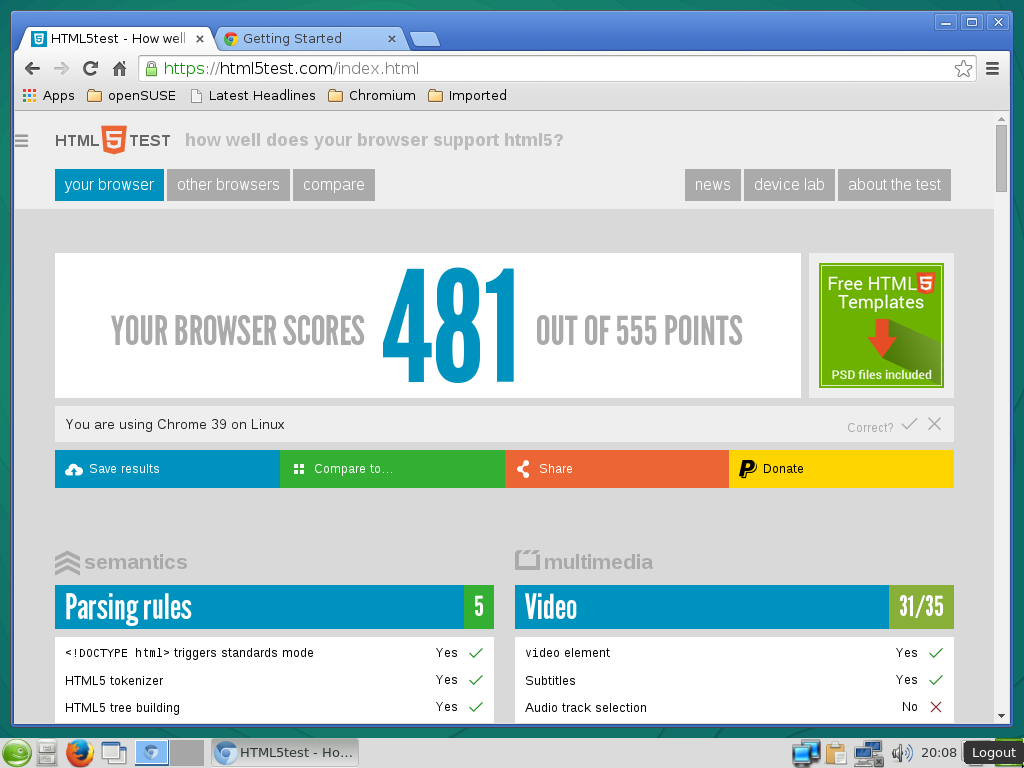 HTML5test - How well
Getting Started
https://html5test.com/index.html
Apps openSUSE Latest Headlines Chromium Imported
HTML 5 TEST how well does your browser support html5?
your browser other browsers compare news device lab about the test
YOUR BROWSER SCORES 481 OUT OF 555 POINTS
Free HTML5
Templates
PSD files included
You are using Chrome 39 on Linux Correct?
Save results Compare to... Share Donate
semantics
Parsing rules 5
<!DOCTYPE html> triggers standards mode Yes
HTML5 tokenizer Yes
HTML5 tree building Yes
multimedia
Video 31/35
video element Yes
Subtitles Yes
Audio track selection No
HTML5test - Ho...
20:08
Logout